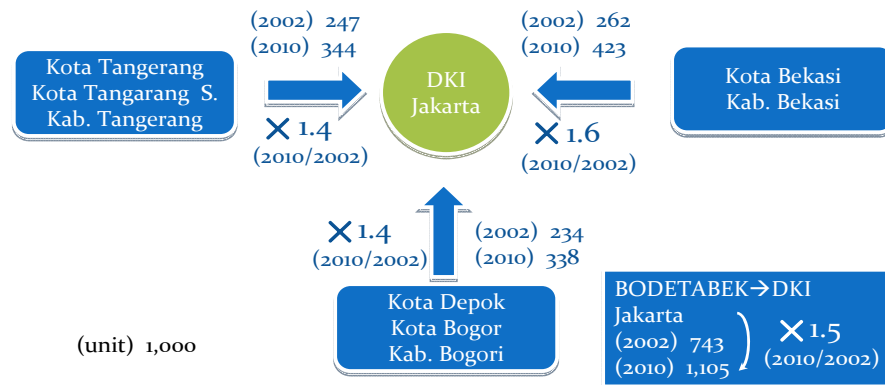 (2002) 247
(2010) 344
Kota Tangerang
Kota Tangarang S.
Kab. Tangerang
× 1.4
(2010/2002)
DKI
Jakarta
(2002) 262
(2010) 423
Kota Bekasi
Kab. Bekasi
× 1.6
(2010/2002)
× 1.4
(2010/2002)
(2002) 234
(2010) 338
Kota Depok
Kota Bogor
Kab. Bogori
(unit) 1,000
BODETABEK→DKI
Jakarta
(2002) 743
(2010) 1,105
× 1.5
(2010/2002)